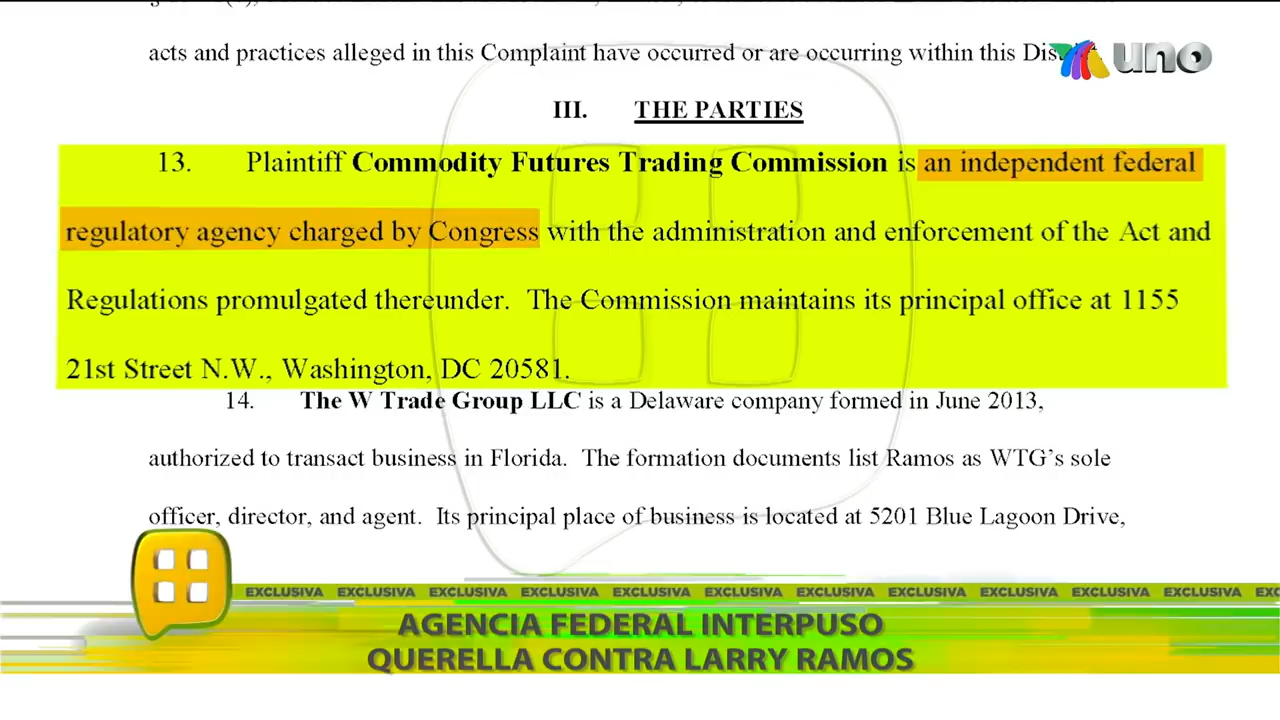 acts and practices alleged in this Complaint have occurred or are occurring within this
uno
III. THE PARTIES
13. Plaintiff Commodity Futures Trading Commission is an independent federal
regulatory agency charged by Congress with the administration and enforcement of the Act and
Regulations promulgated thereunder. The Commission maintains its principal office at 1155
21st Street N.W., Washington, DC 20581.
14. The W Trade Group LLC is a Delaware company formed in June 2013,
authorized to transact business in Florida. The formation documents list Ramos as WTG's sole
officer, director, and agent. Its principal place of business is located at 5201 Blue Lagoon Drive,
EXCLUSIVA EXCLUSIVA EXCLUSIVA EXCLUSIVA EXCLUSIVA EXCLUSIVA EXCLUSIVA EXCLUSIVA EXCLUSIVA EXCLUSIVA EXCLUSIVA EXC
AGENCIA FEDERAL INTERPUSO
QUERELLA CONTRA LARRY RAMOS